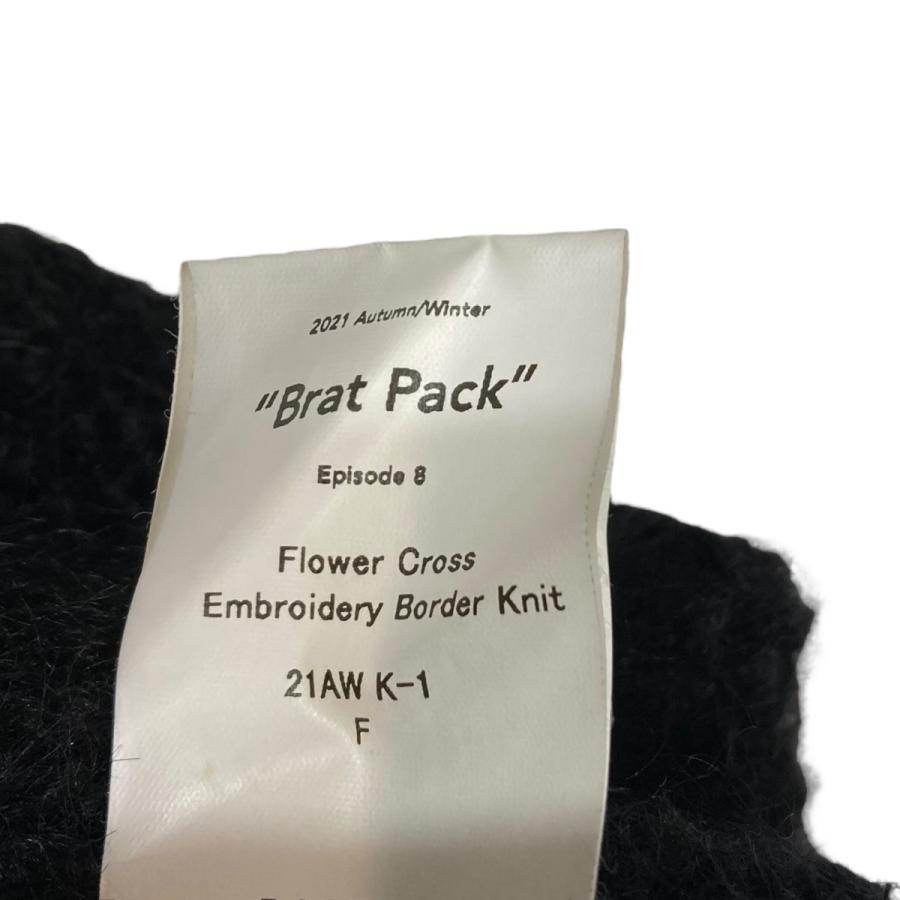 2021 Autumn/Winter
"Brat Pack"
Episode 8
Flower Cross
Embroidery Border Knit
21AW K-1
F